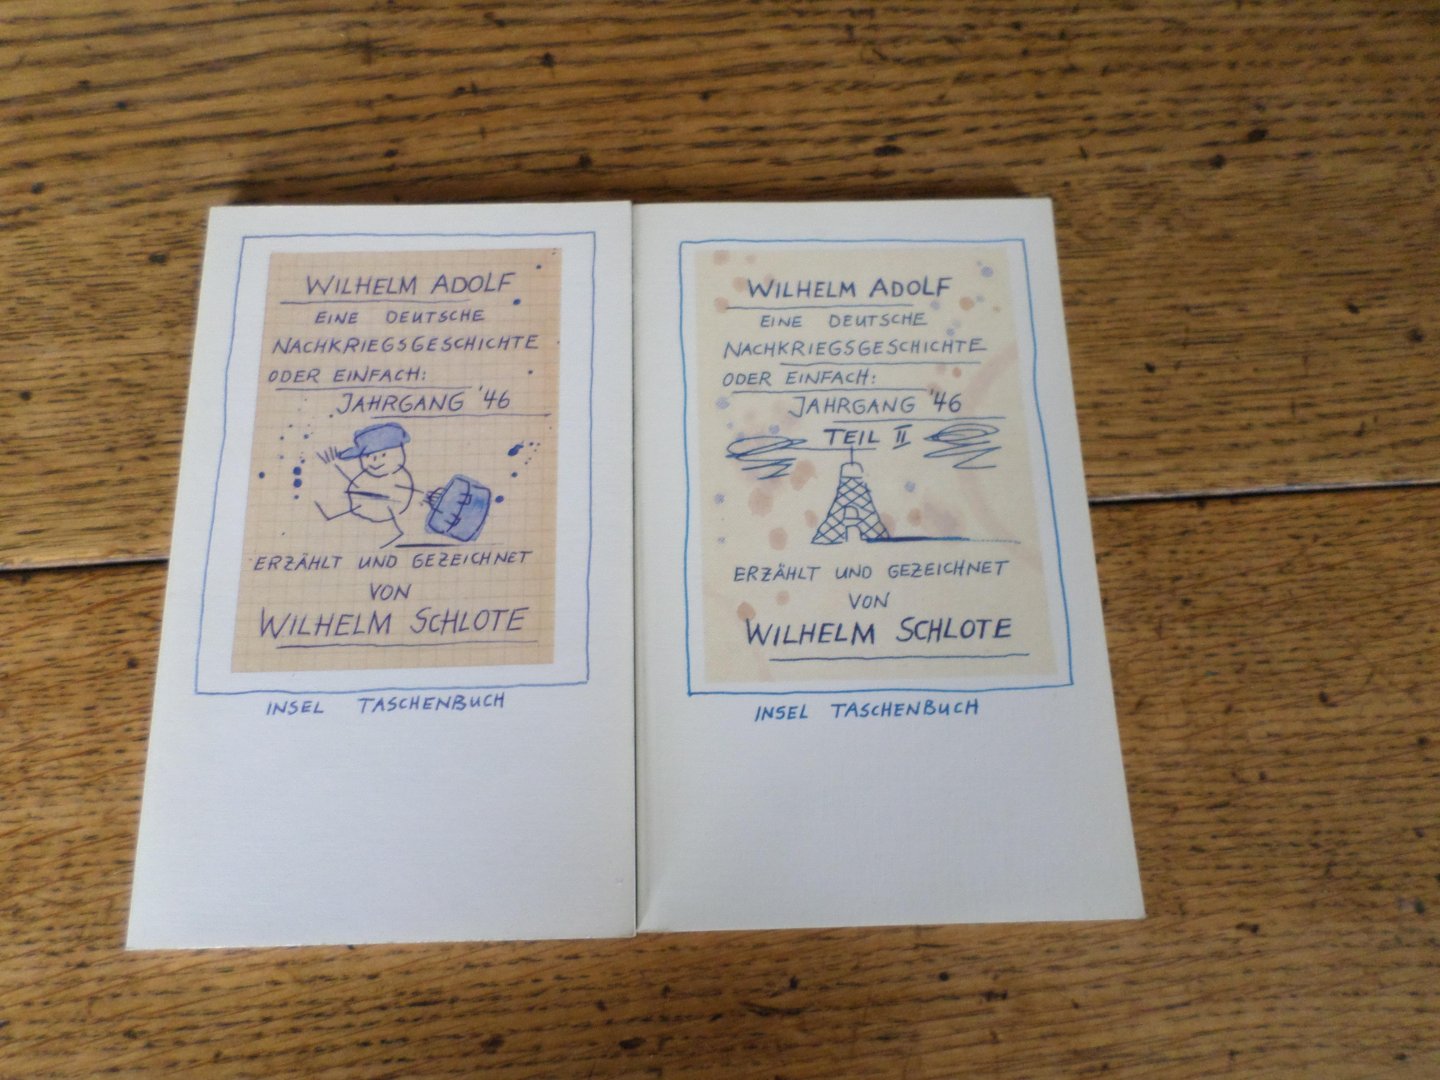 WILHELM ADOLF
EINE DEUTSCHE
NACHKRIEGSGESCHICHTE
ODER EINFACH:
JAHRGANG '46
ERZÄHLT UND GEZEICHNET
VON
WILHELM SCHLOTE
INSEL TASCHENBUCH
WILHELM ADOLF
EINE DEUTSCHE
NACHKRIEGSGESCHICHTE
ODER EINFACH:
JAHRGANG '46
TEIL II
ERZÄHLT UND GEZEICHNET
VON
WILHELM SCHLOTE
INSEL TASCHENBUCH